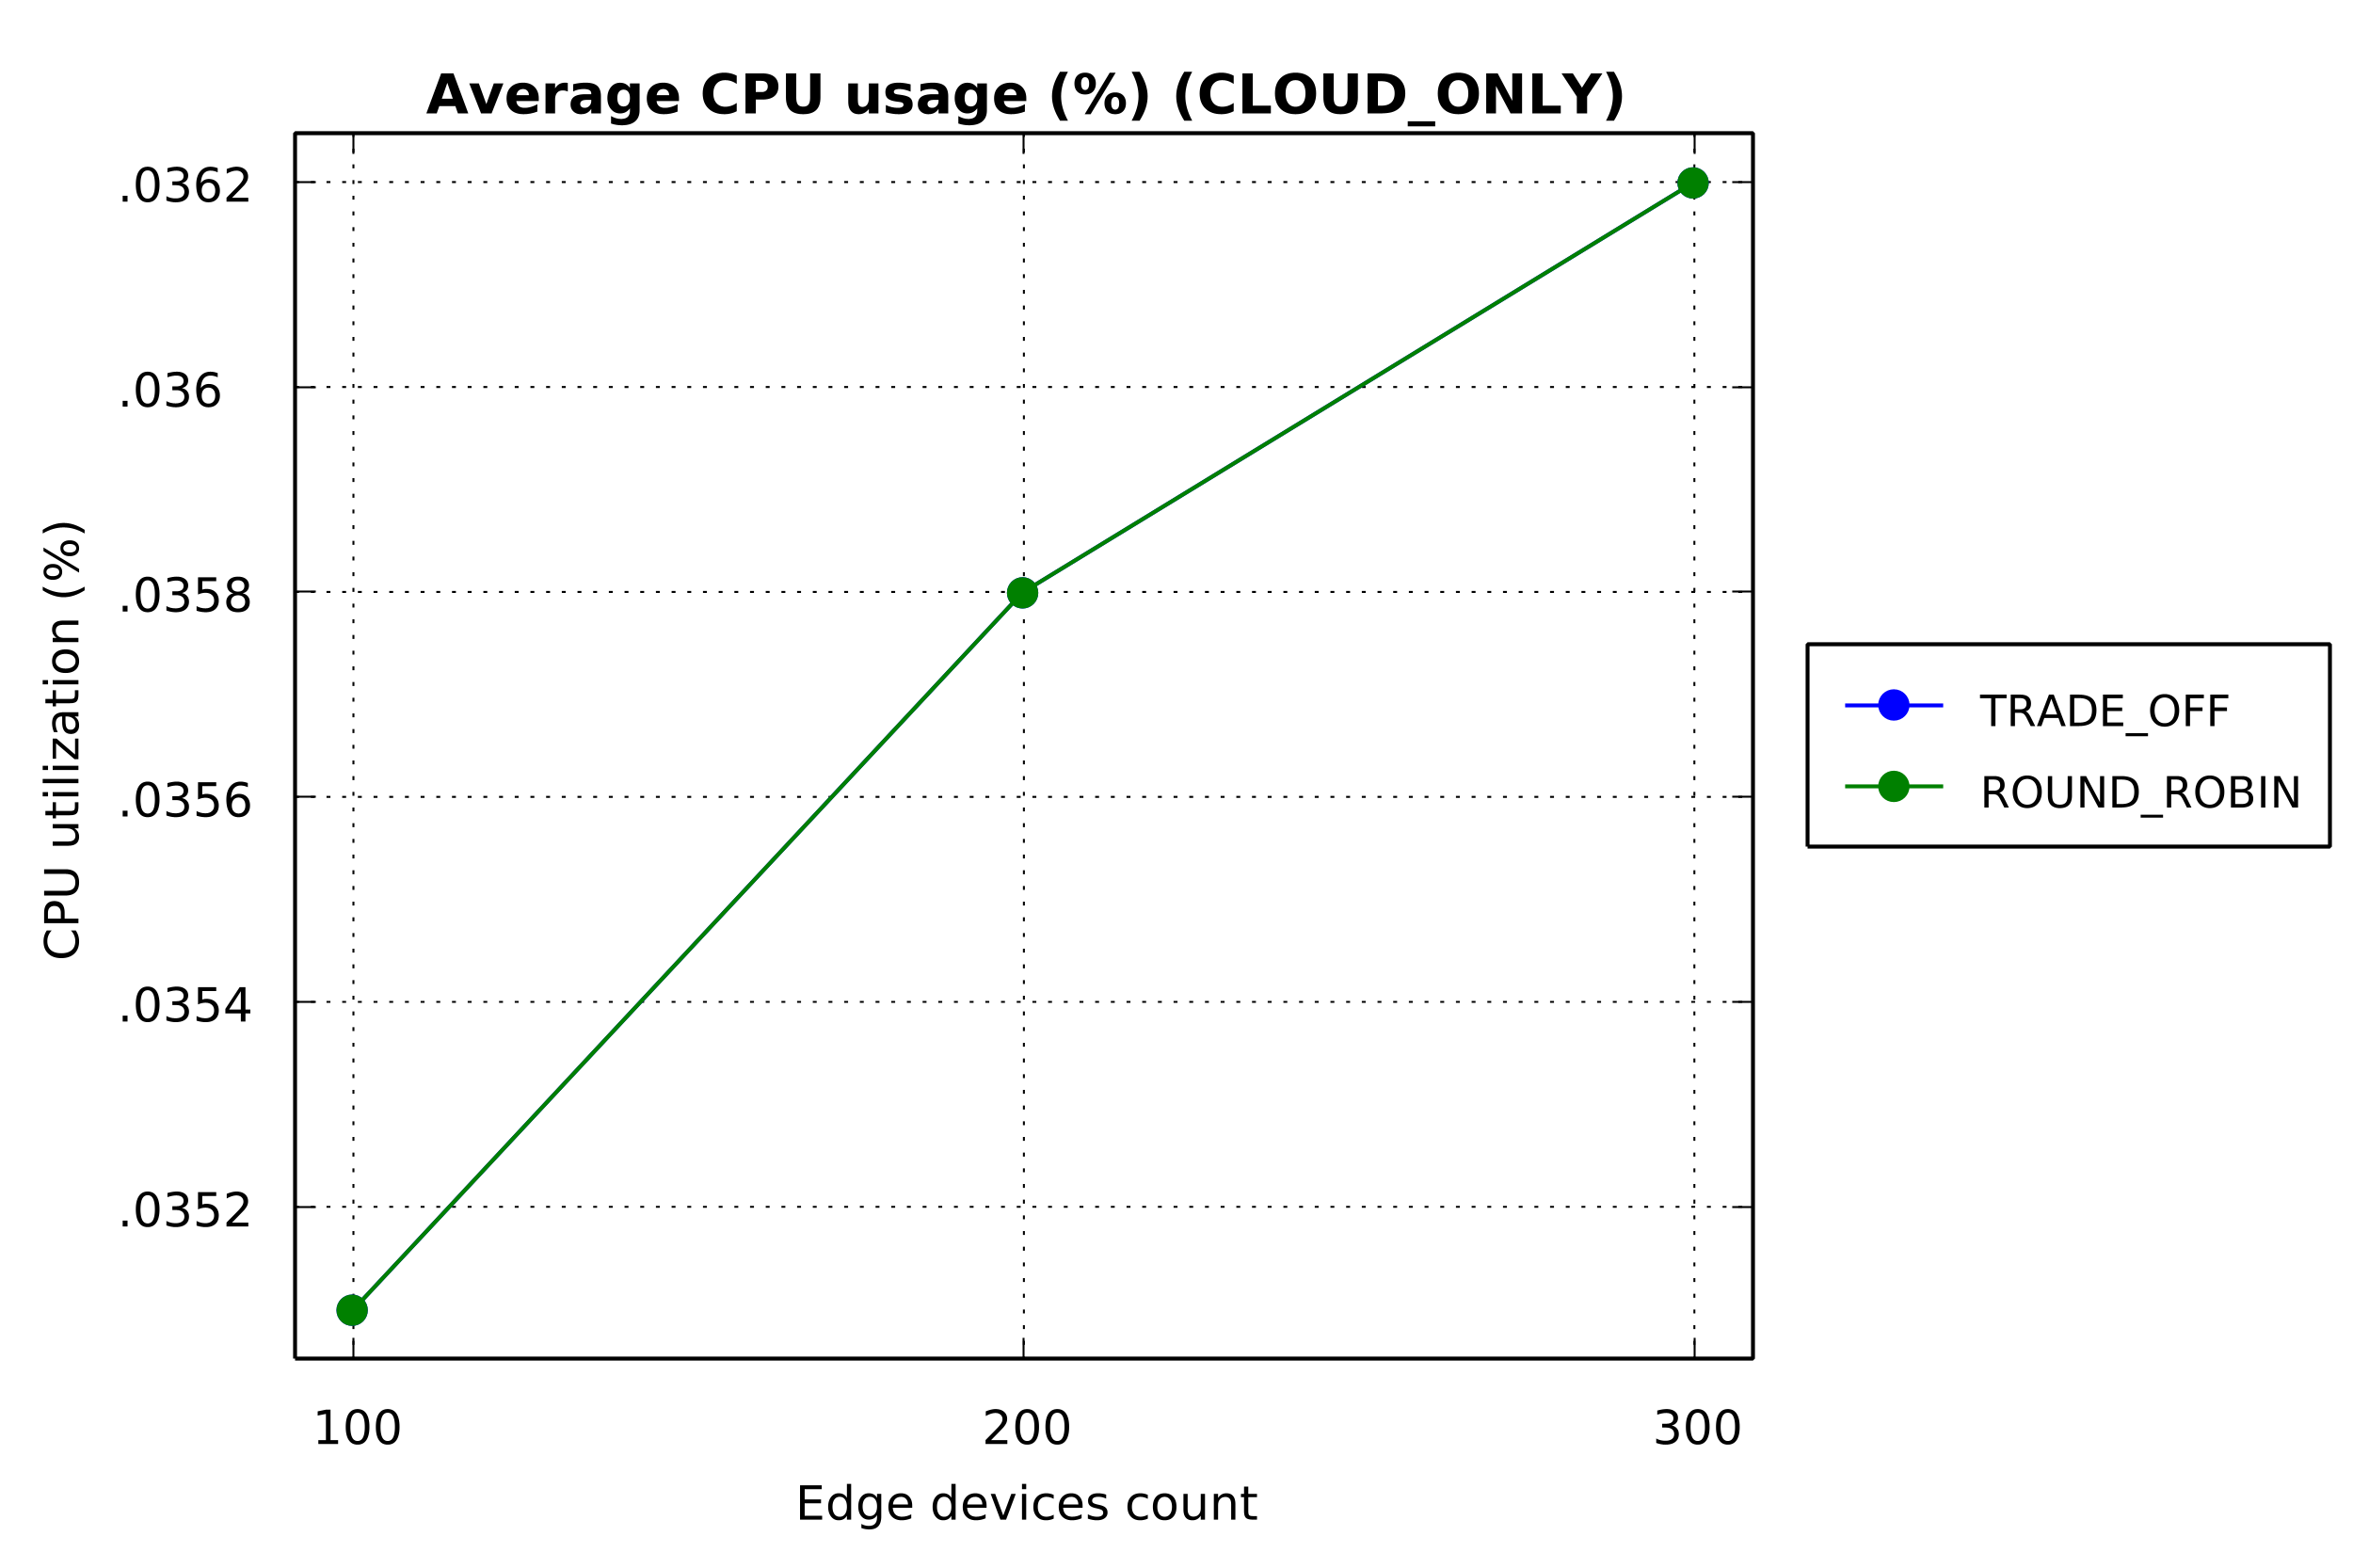 Average CPU usage (%) (CLOUD_ONLY)
.0362
.036
.0358
.0356
.0354
.0352
CPU utilization (%)
100 200 300
Edge devices count
TRADE_OFF
ROUND_ROBIN